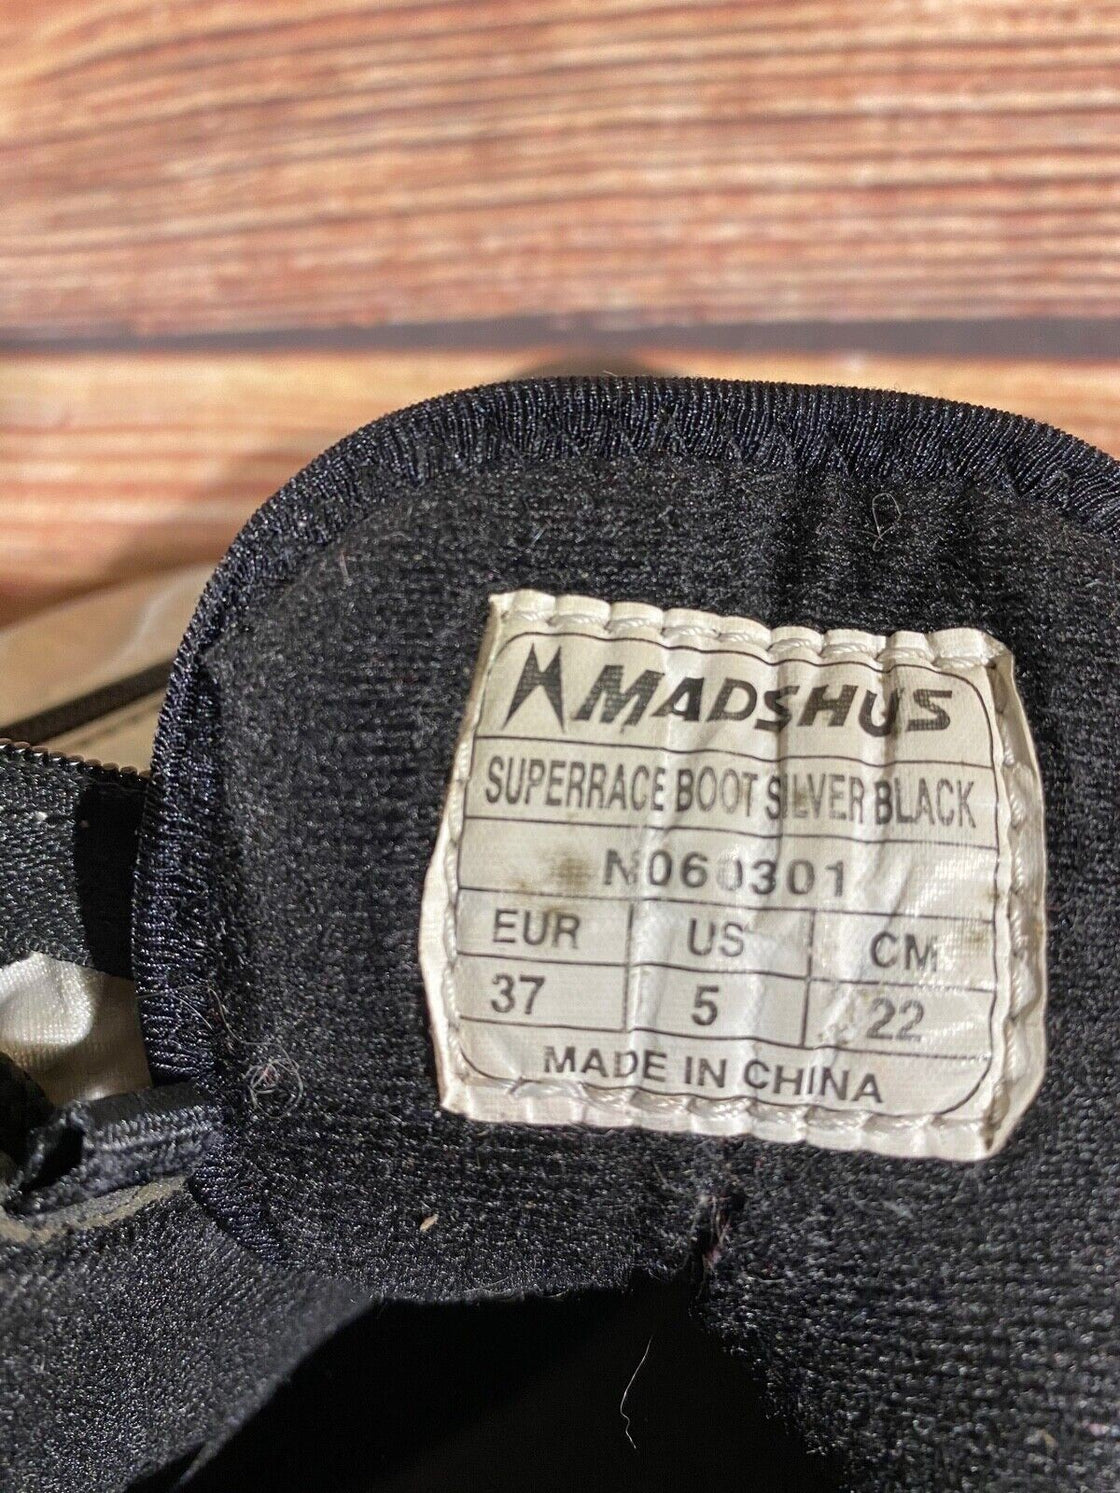 MADSHUS
SUPERRACE BOOT SILVER BLACK
N060301
EUR US CM
37 5 22
MADE IN CHINA